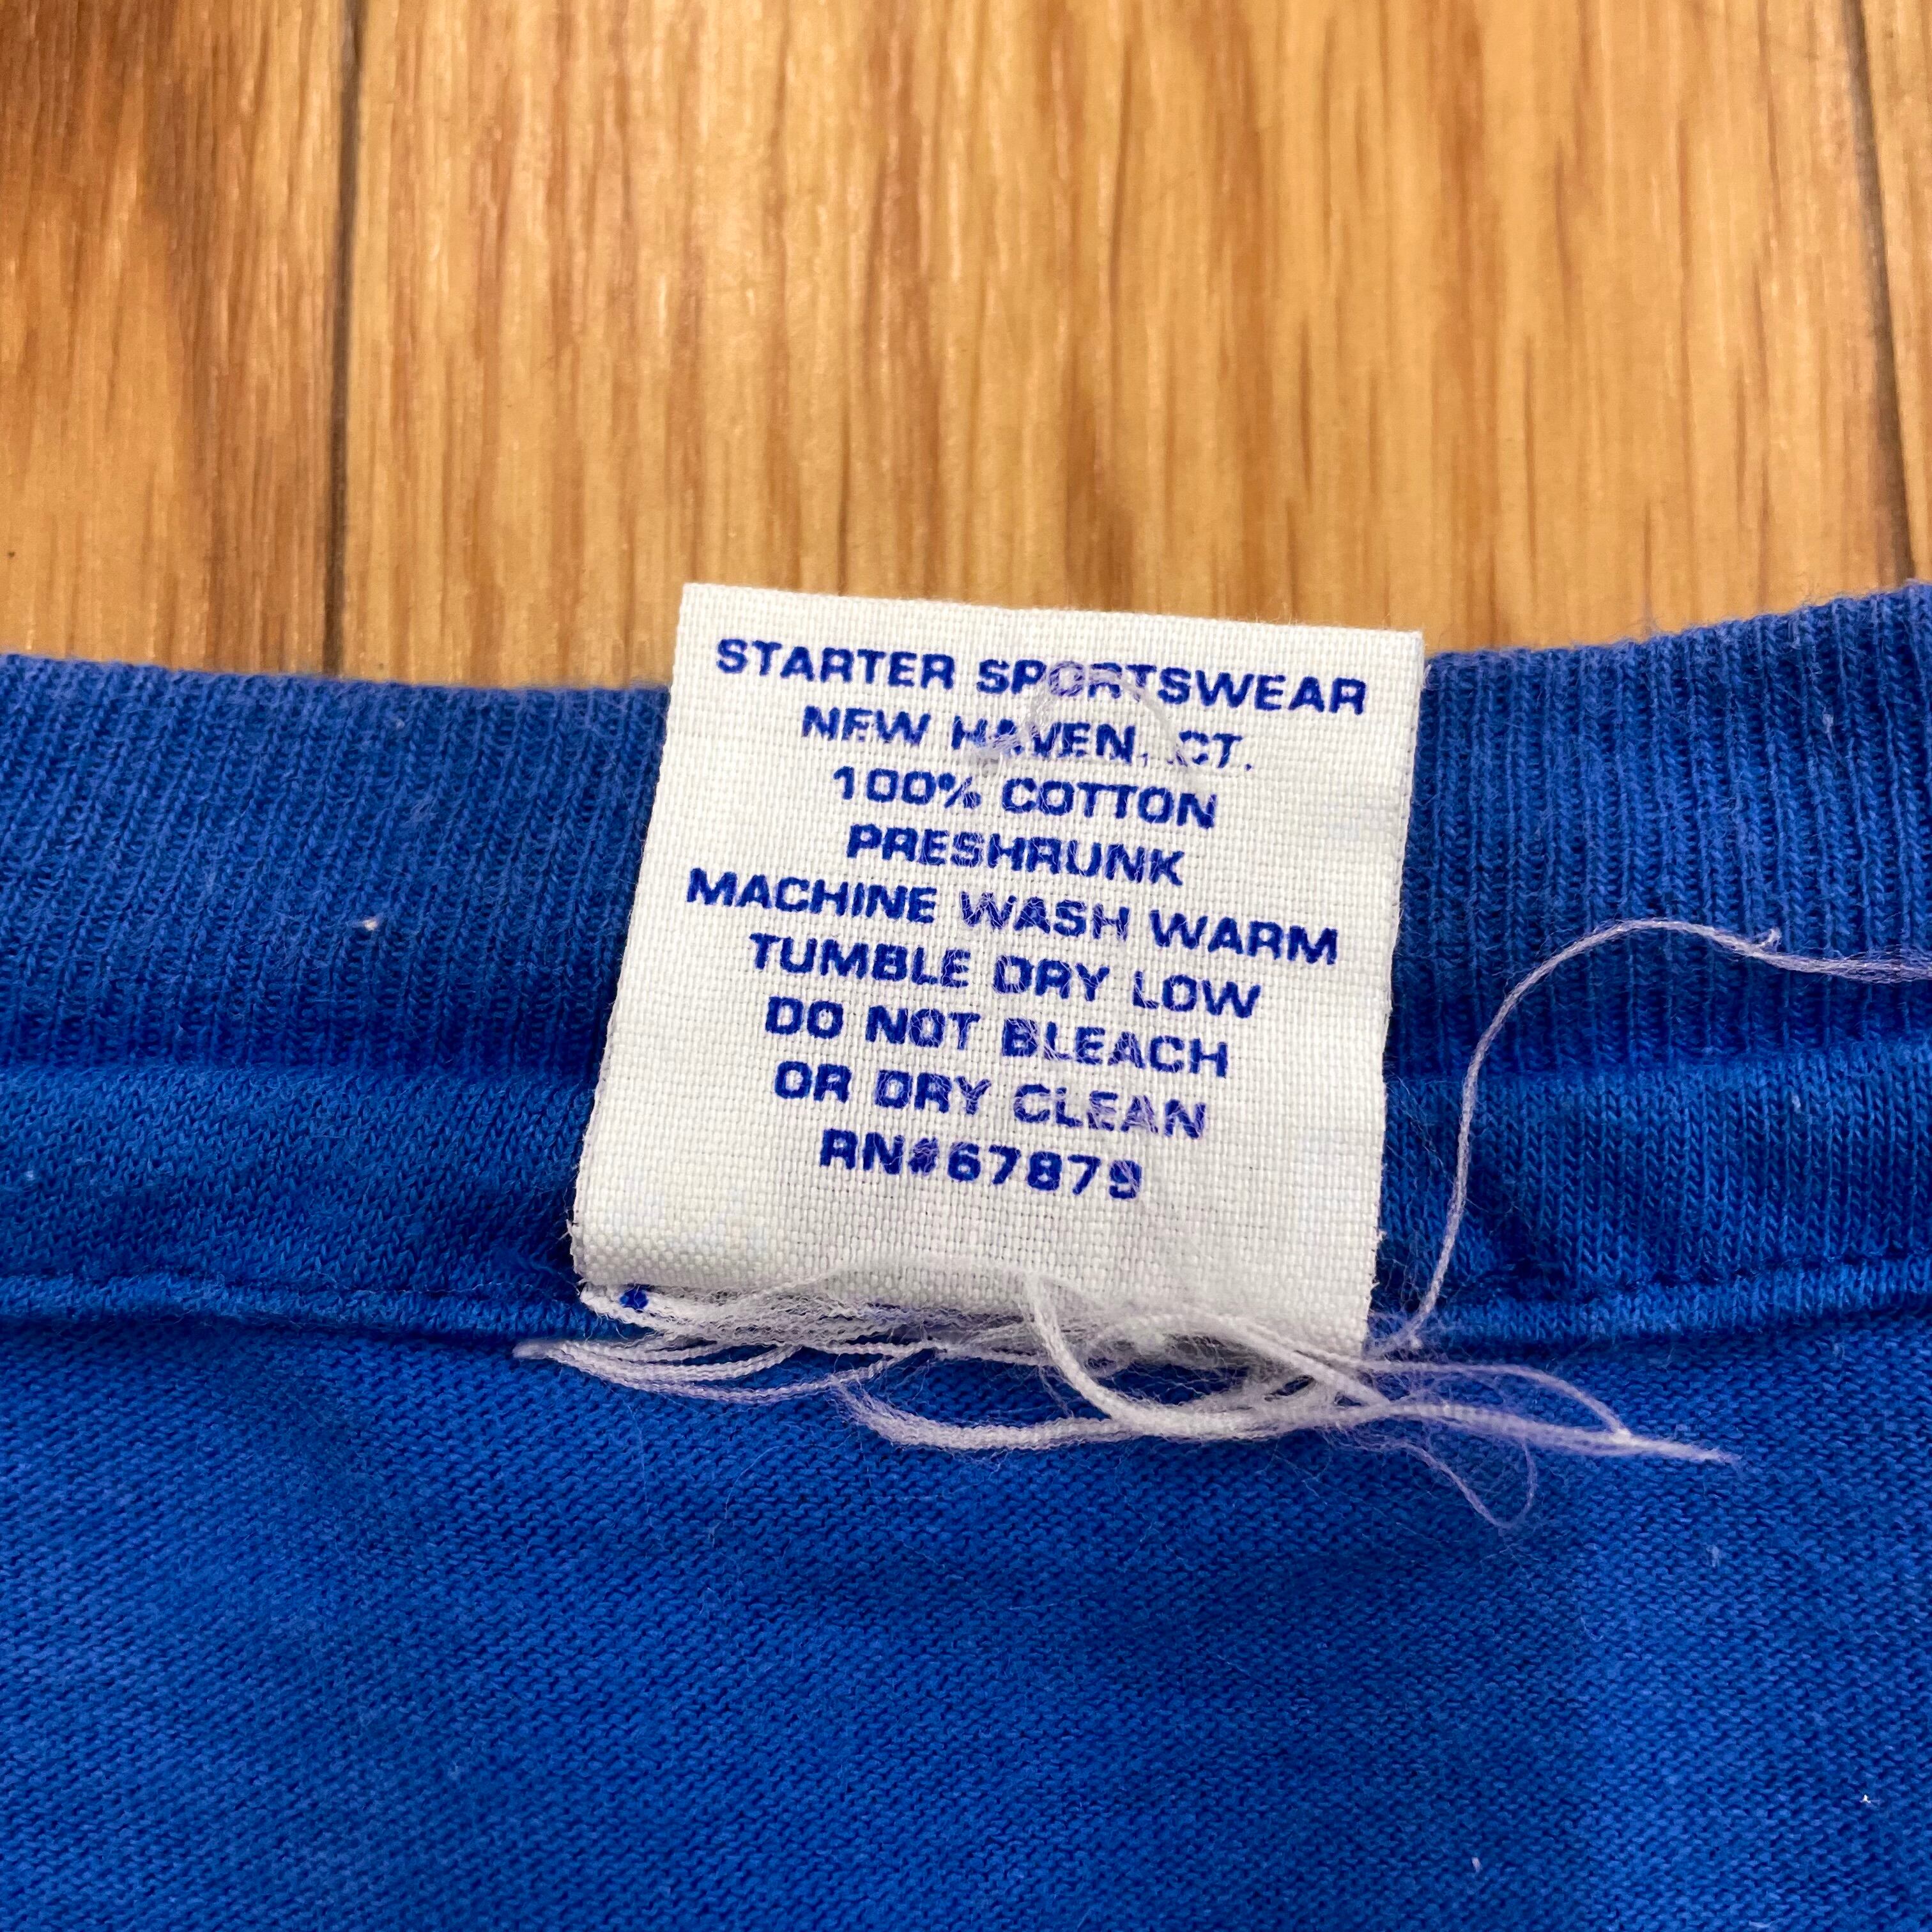 STARTER SPORTSWEAR
NEW HAVEN, CT.
100% COTTON
PRESHRUNK
MACHINE WASH WARM
TUMBLE DRY LOW
DO NOT BLEACH
OR DRY CLEAN
RN#67879